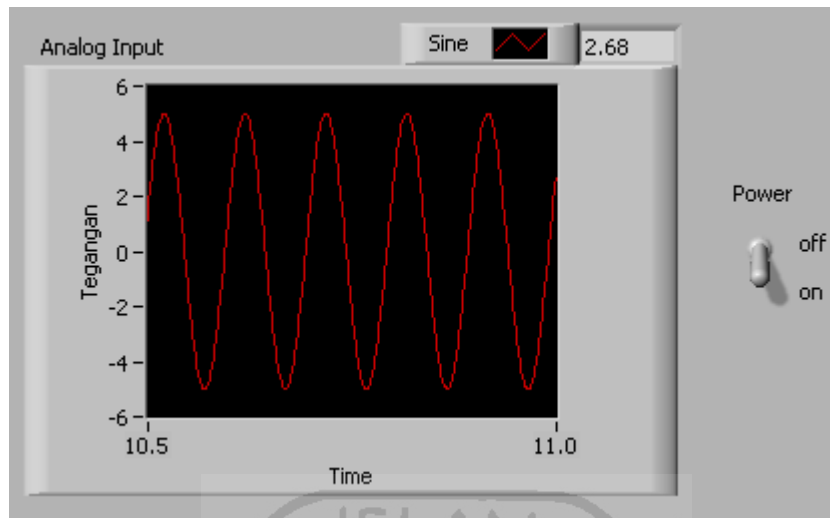 Analog Input
Sine
2.68
6
4
2
0
-2
-4
-6
Tegangan
10.5
11.0
Time
Power
off
on